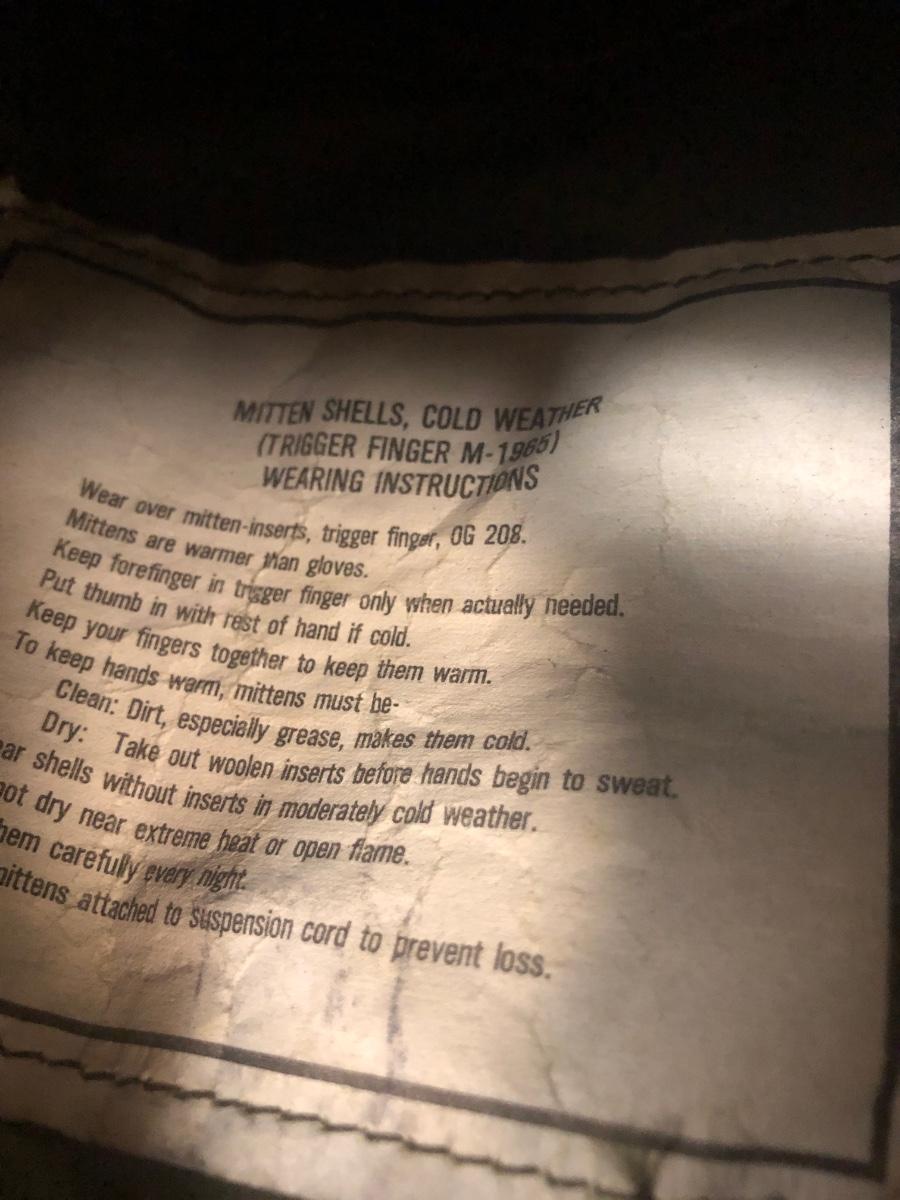 MITTEN SHELLS, COLD WEATHER
(TRIGGER FINGER M-1965)
WEARING INSTRUCTIONS
Wear over mitten-inserts, trigger finger, OG 208.
Mittens are warmer than gloves.
Keep forefinger in trigger finger only when actually needed.
Put thumb in with rest of hand if cold.
Keep your fingers together to keep them warm.
To keep hands warm, mittens must be-
Clean: Dirt, especially grease, makes them cold.
Dry: Take out woolen inserts before hands begin to sweat.
ar shells without inserts in moderately cold weather.
not dry near extreme heat or open flame.
hem carefully every night.
ittens attached to suspension cord to prevent loss.